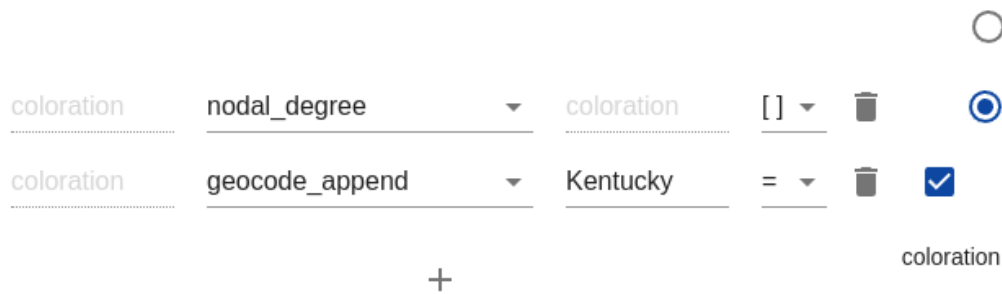 coloration nodal_degree coloration [ ]
coloration geocode_append Kentucky =
coloration
+